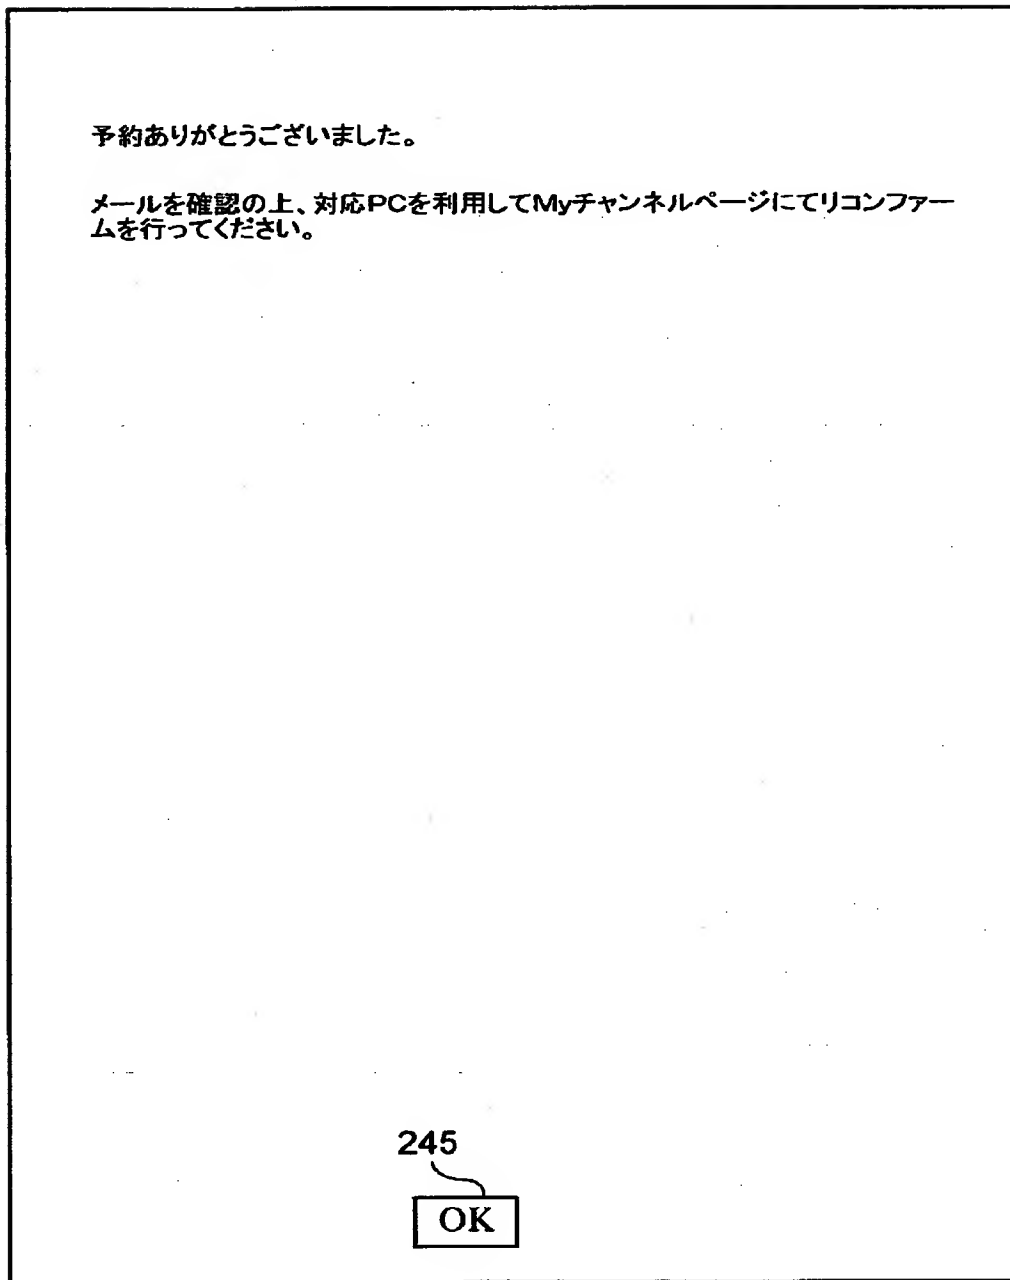 予約ありがとうございました。
メールを確認の上、対応PCを利用してMyチャンネルページにてリコンファー
ムを行ってください。
245
OK